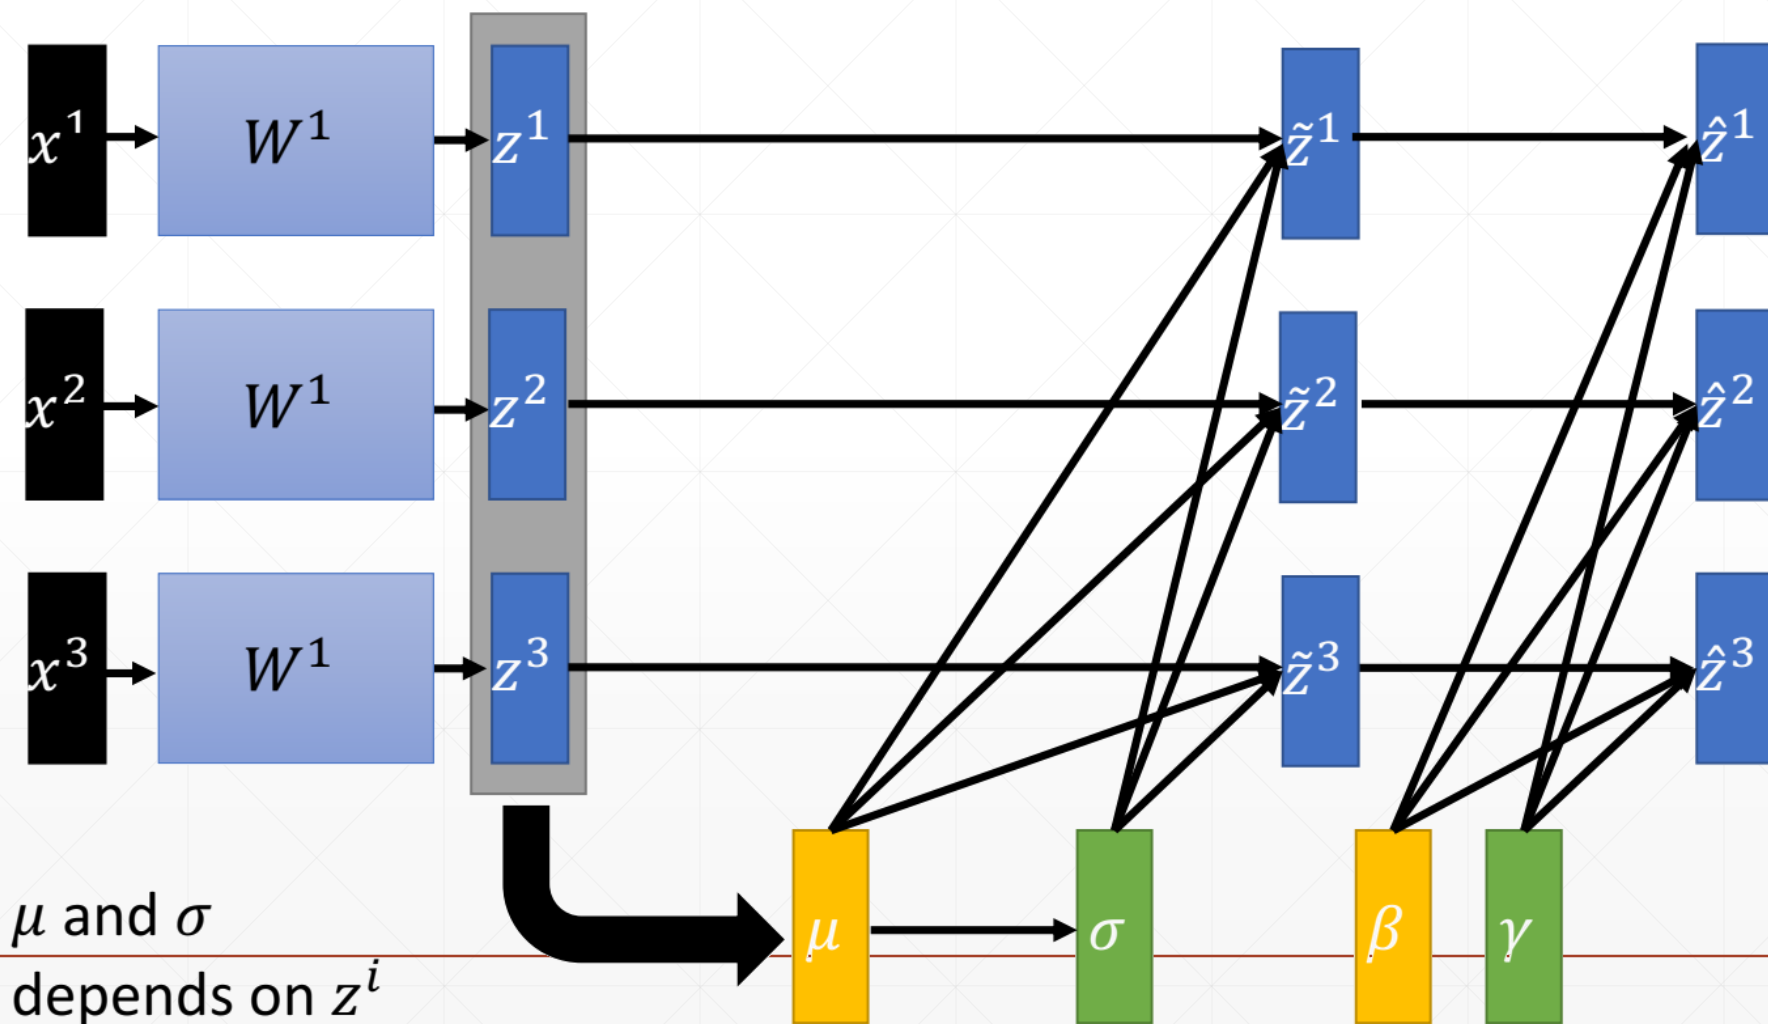 x¹ W¹ z¹ z̃¹ ẑ¹
x² W¹ z² z̃² ẑ²
x³ W¹ z³ z̃³ ẑ³
μ σ β γ
μ and σ
depends on zⁱ